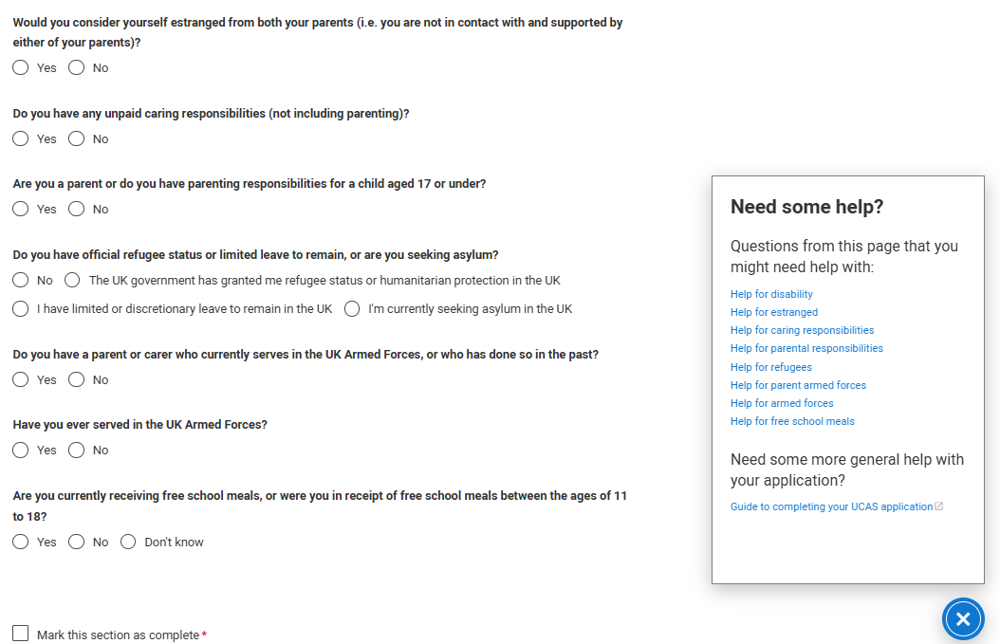 Would you consider yourself estranged from both your parents (i.e. you are not in contact with and supported by
either of your parents)?
Yes No
Do you have any unpaid caring responsibilities (not including parenting)?
Yes No
Are you a parent or do you have parenting responsibilities for a child aged 17 or under?
Yes No
Do you have official refugee status or limited leave to remain, or are you seeking asylum?
No The UK government has granted me refugee status or humanitarian protection in the UK
I have limited or discretionary leave to remain in the UK I'm currently seeking asylum in the UK
Do you have a parent or carer who currently serves in the UK Armed Forces, or who has done so in the past?
Yes No
Have you ever served in the UK Armed Forces?
Yes No
Are you currently receiving free school meals, or were you in receipt of free school meals between the ages of 11
to 18?
Yes No Don't know
Mark this section as complete*
Need some help?
Questions from this page that you
might need help with:
Help for disability
Help for estranged
Help for caring responsibilities
Help for parental responsibilities
Help for refugees
Help for parent armed forces
Help for armed forces
Help for free school meals
Need some more general help with
your application?
Guide to completing your UCAS application